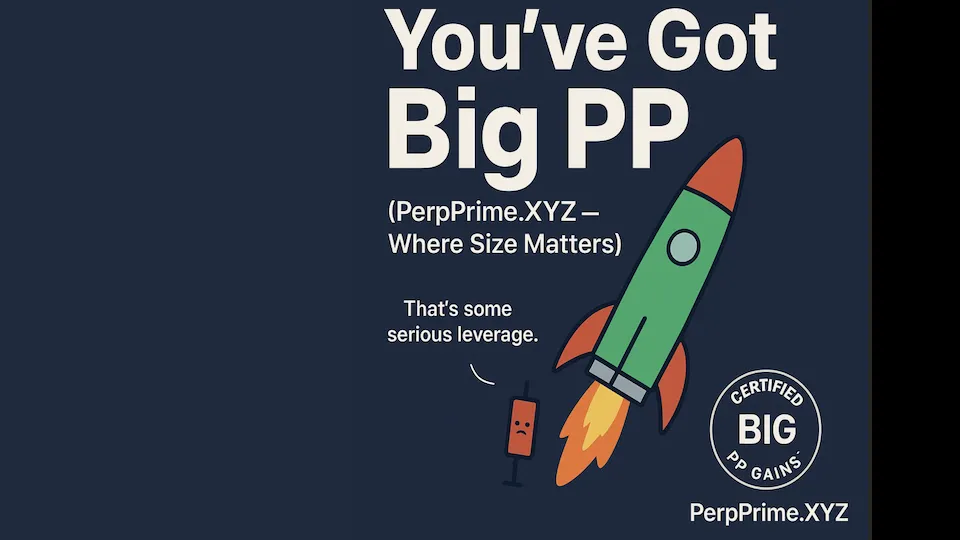 You’ve Got
Big PP
(PerpPrime.XYZ –
Where Size Matters)
That's some
serious leverage.
CERTIFIED
BIG
PP GAINS
PerpPrime.XYZ